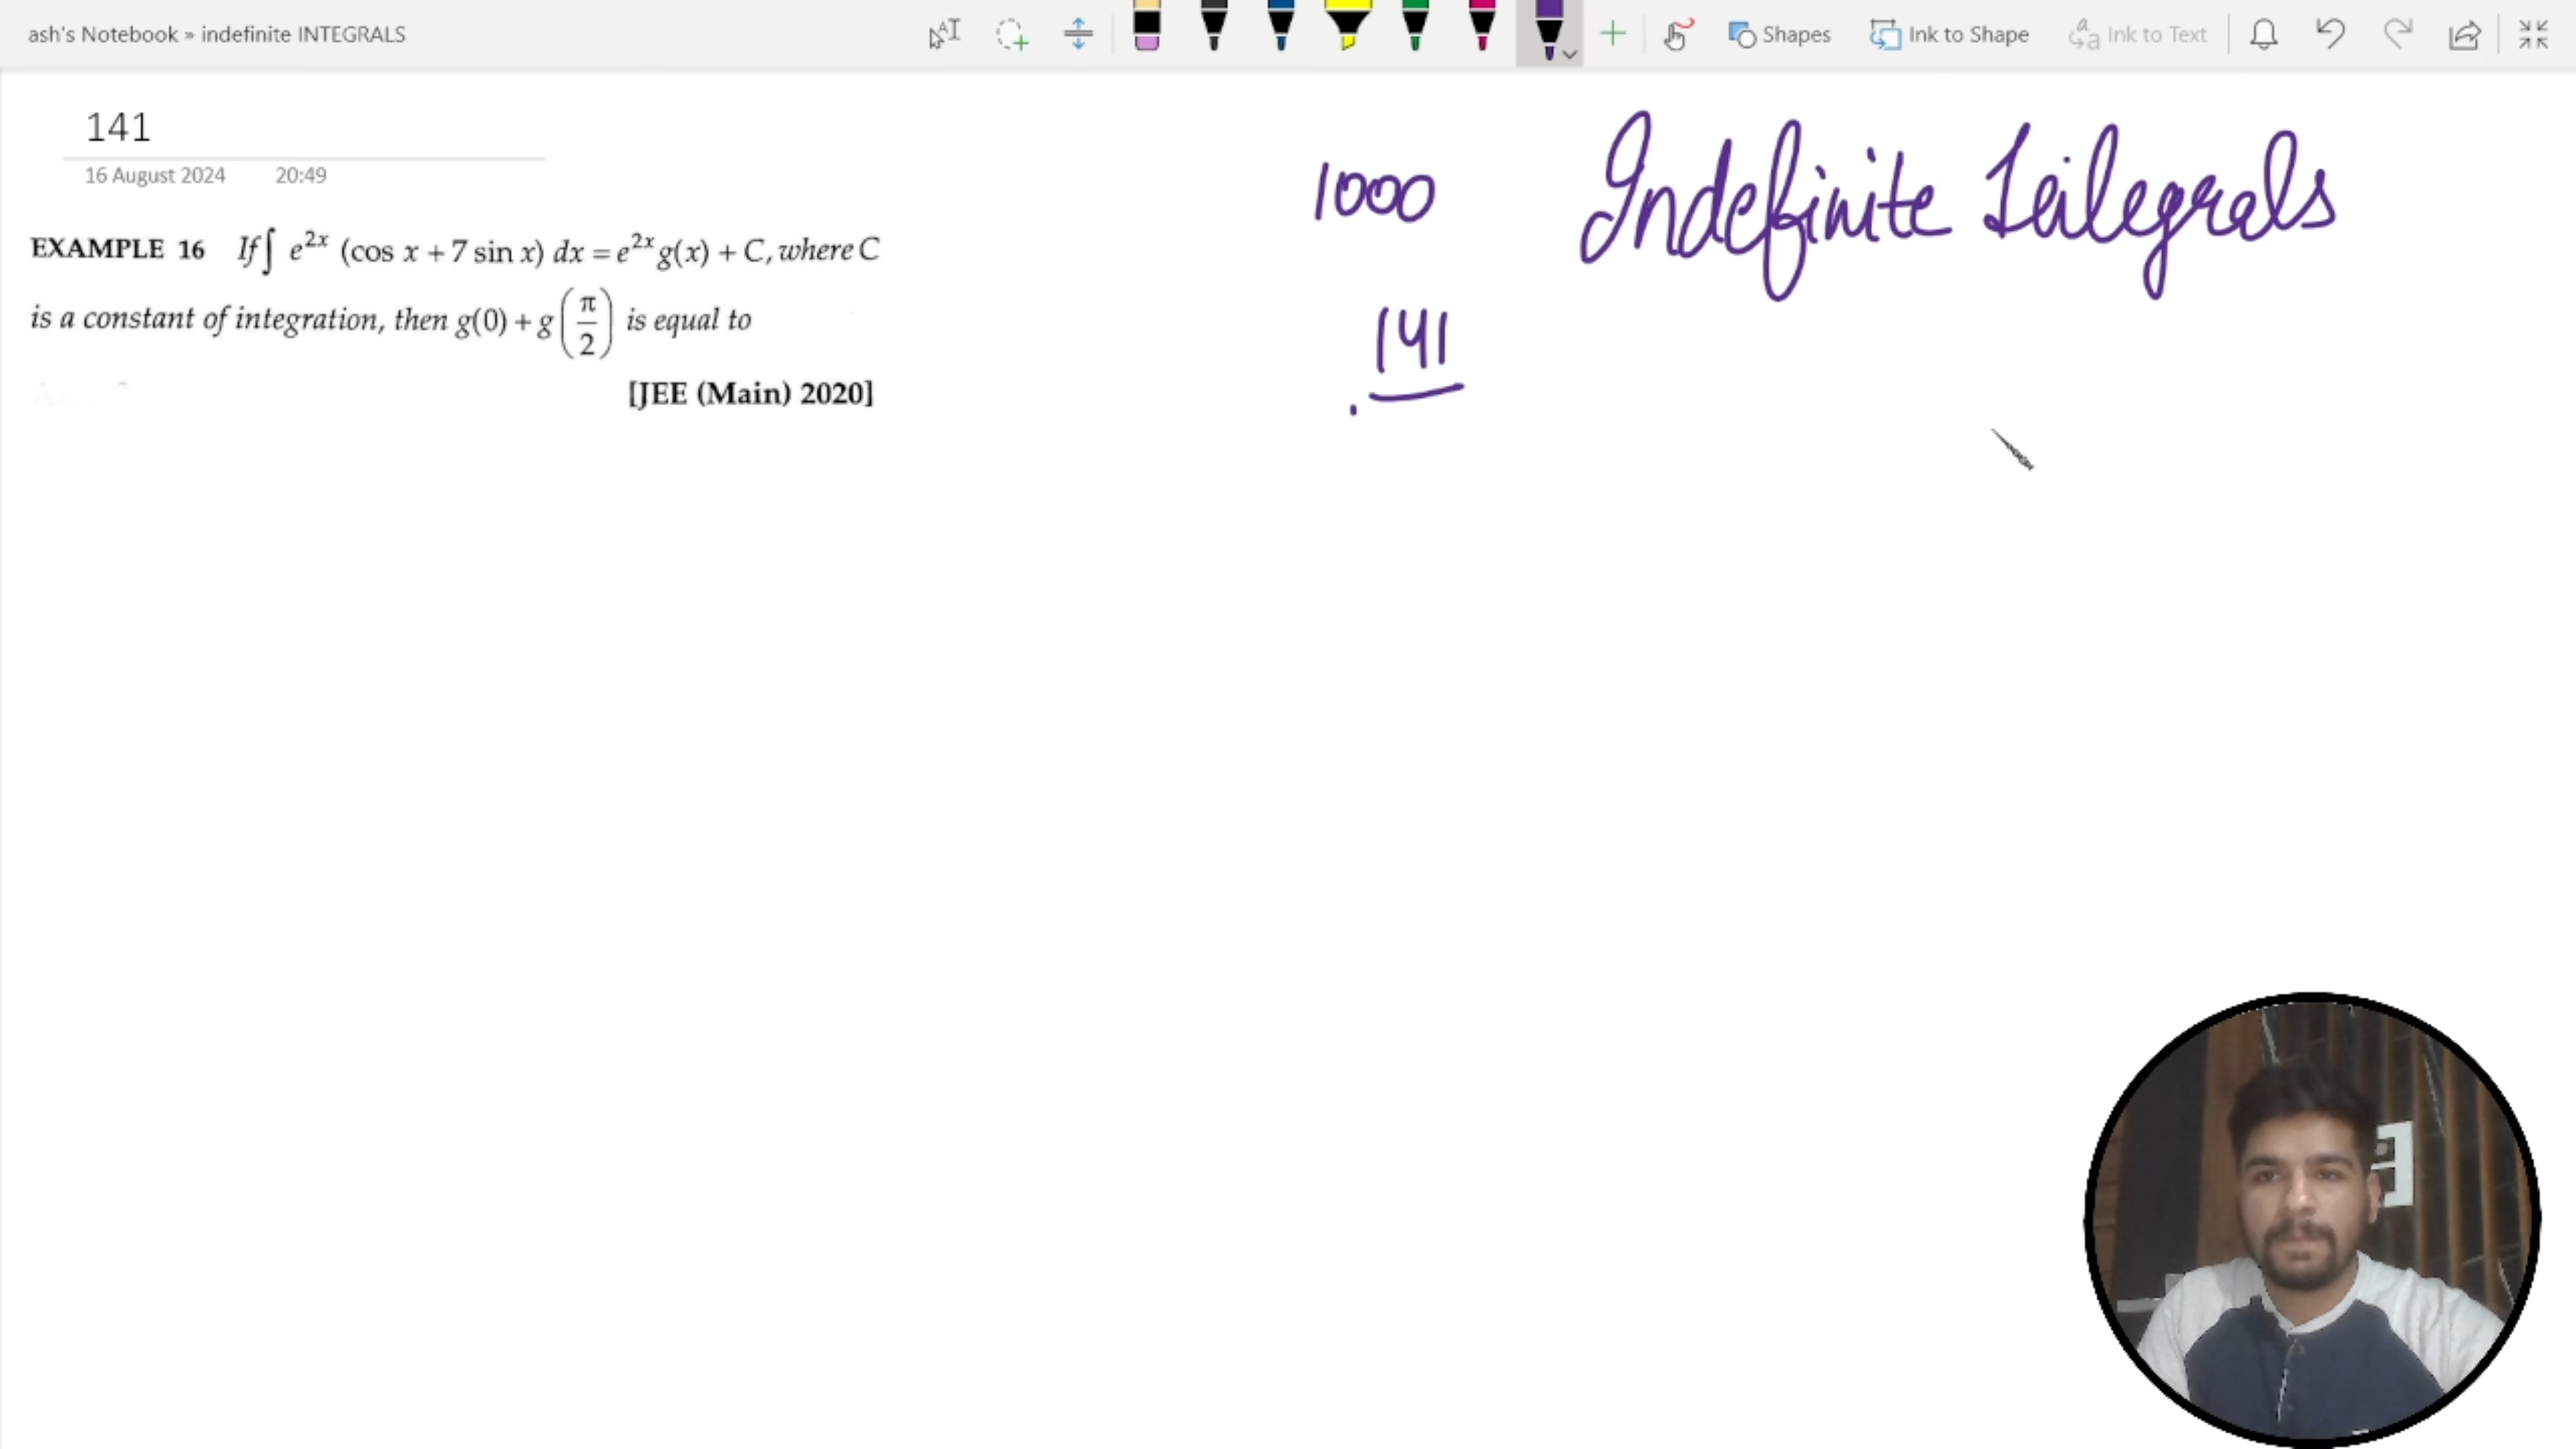 ash's Notebook » indefinite INTEGRALS
Shapes
Ink to Shape
Ink to Text
141
16 August 2024 20:49
EXAMPLE 16 If ∫ e^{2x} (cos x + 7 sin x) dx = e^{2x} g(x) + C, where C
is a constant of integration, then g(0) + g(π/2) is equal to
[JEE (Main) 2020]
1000
Indefinite Integrals
141